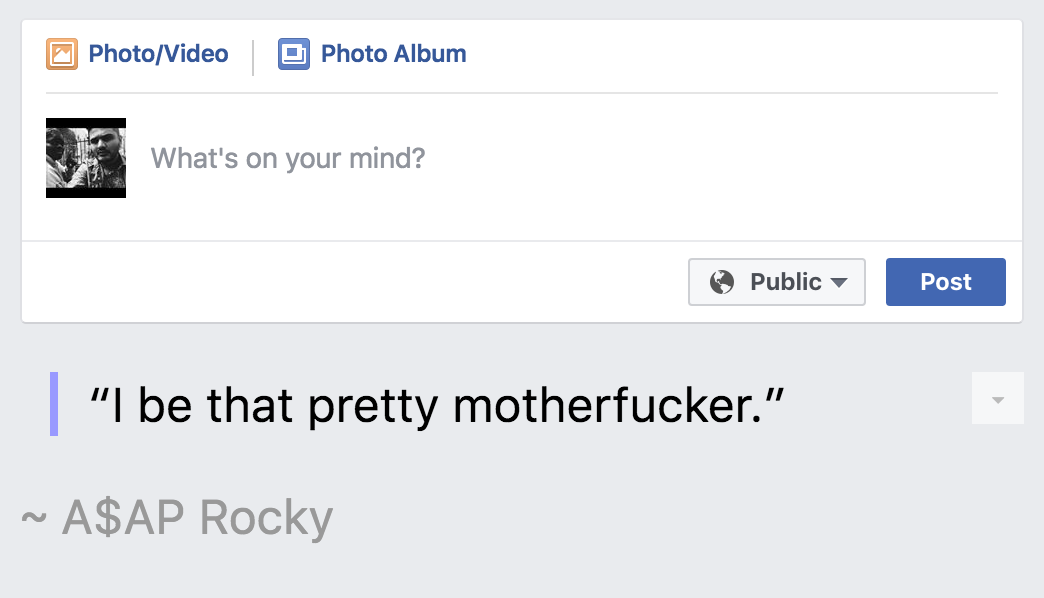 Photo/Video Photo Album
What's on your mind?
Public Post
“I be that pretty motherfucker.”
~ A$AP Rocky